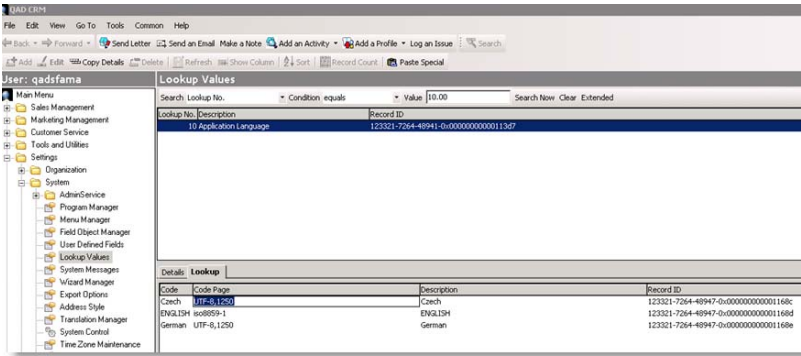 QAD CRM
File Edit View Go To Tools Common Help
Back Forward Send Letter Send an Email Make a Note Add an Activity Add a Profile Log an Issue Search
Add Edit Copy Details Delete Refresh Show Column Sort Record Count Paste Special
User: qadsfama Lookup Values
Main Menu
Search Lookup No. Condition equals Value 10.00 Search Now Clear Extended
Sales Management
Marketing Management
Customer Service
Tools and Utilities
Settings
Organization
System
AdminService
Program Manager
Menu Manager
Field Object Manager
User Defined Fields
Lookup Values
System Messages
Wizard Manager
Export Options
Address Style
Translation Manager
System Control
Time Zone Maintenance
Lookup No. Description Record ID
10 Application Language 123321-7264-48941-0x00000000000113d7
Details Lookup
Code Code Page Description Record ID
Czech UTF-8,1250 Czech 123321-7264-48947-0x000000000001168c
ENGLISH iso8859-1 ENGLISH 123321-7264-48947-0x000000000001168d
German UTF-8,1250 German 123321-7264-48947-0x000000000001168e